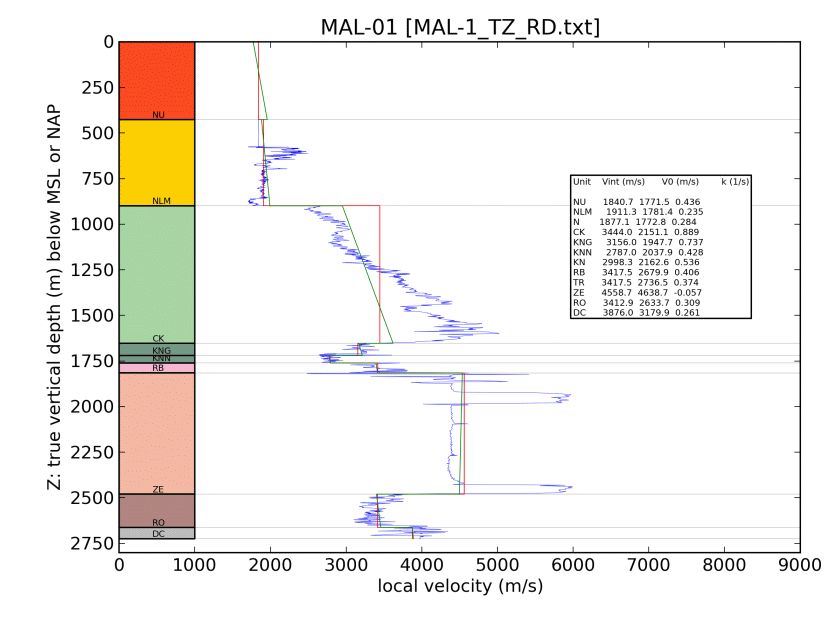 MAL-01 [MAL-1_TZ_RD.txt]
Z: true vertical depth (m) below MSL or NAP
0
250
500
750
1000
1250
1500
1750
2000
2250
2500
2750
NU
NLM
CK
KNG
KNN
RB
ZE
RO
DC
Unit Vint (m/s) V0 (m/s) k (1/s)
NU 1840.7 1771.5 0.436
NLM 1911.3 1781.4 0.235
N 1877.1 1772.8 0.284
CK 3444.0 2151.1 0.889
KNG 3156.0 1947.7 0.737
KNN 2787.0 2037.9 0.428
KN 2998.3 2162.6 0.536
RB 3417.5 2679.9 0.406
TR 3417.5 2736.5 0.374
ZE 4558.7 4638.7 -0.057
RO 3412.9 2633.7 0.309
DC 3876.0 3179.9 0.261
0 1000 2000 3000 4000 5000 6000 7000 8000 9000
local velocity (m/s)